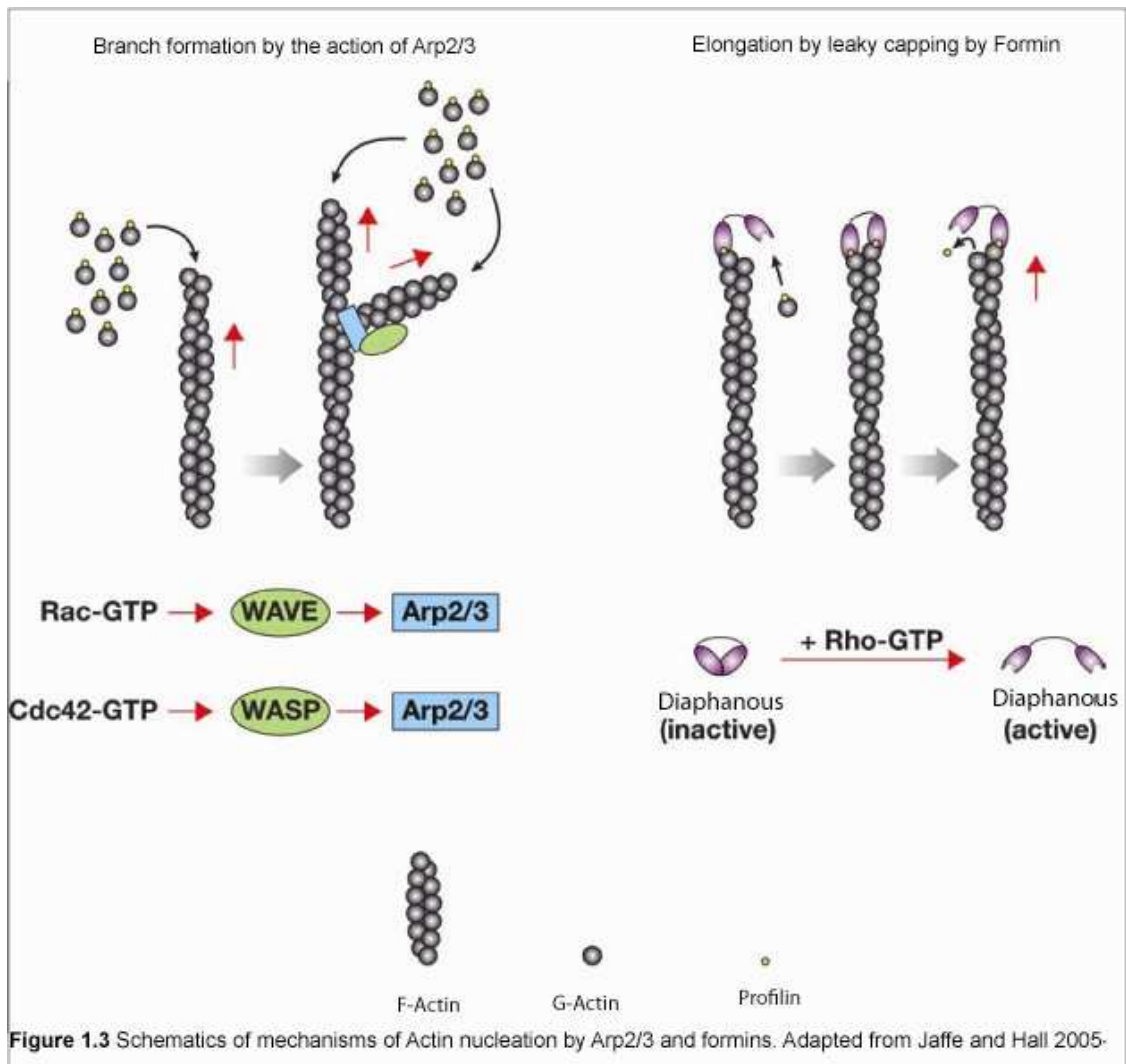 Branch formation by the action of Arp2/3
Elongation by leaky capping by Formin
Rac-GTP WAVE Arp2/3
Cdc42-GTP WASP Arp2/3
+ Rho-GTP
Diaphanous
(inactive)
Diaphanous
(active)
F-Actin
G-Actin
Profilin
Figure 1.3 Schematics of mechanisms of Actin nucleation by Arp2/3 and formins. Adapted from Jaffe and Hall 2005-